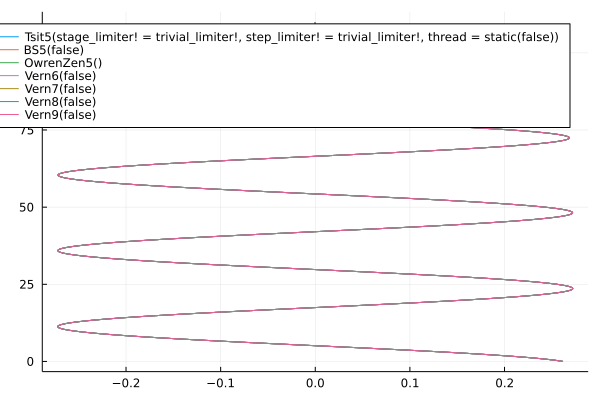 Tsit5(stage_limiter! = trivial_limiter!, step_limiter! = trivial_limiter!, thread = static(false))
BS5(false)
OwrenZen5()
Vern6(false)
Vern7(false)
Vern8(false)
Vern9(false)
75
50
25
0
−0.2 −0.1 0.0 0.1 0.2